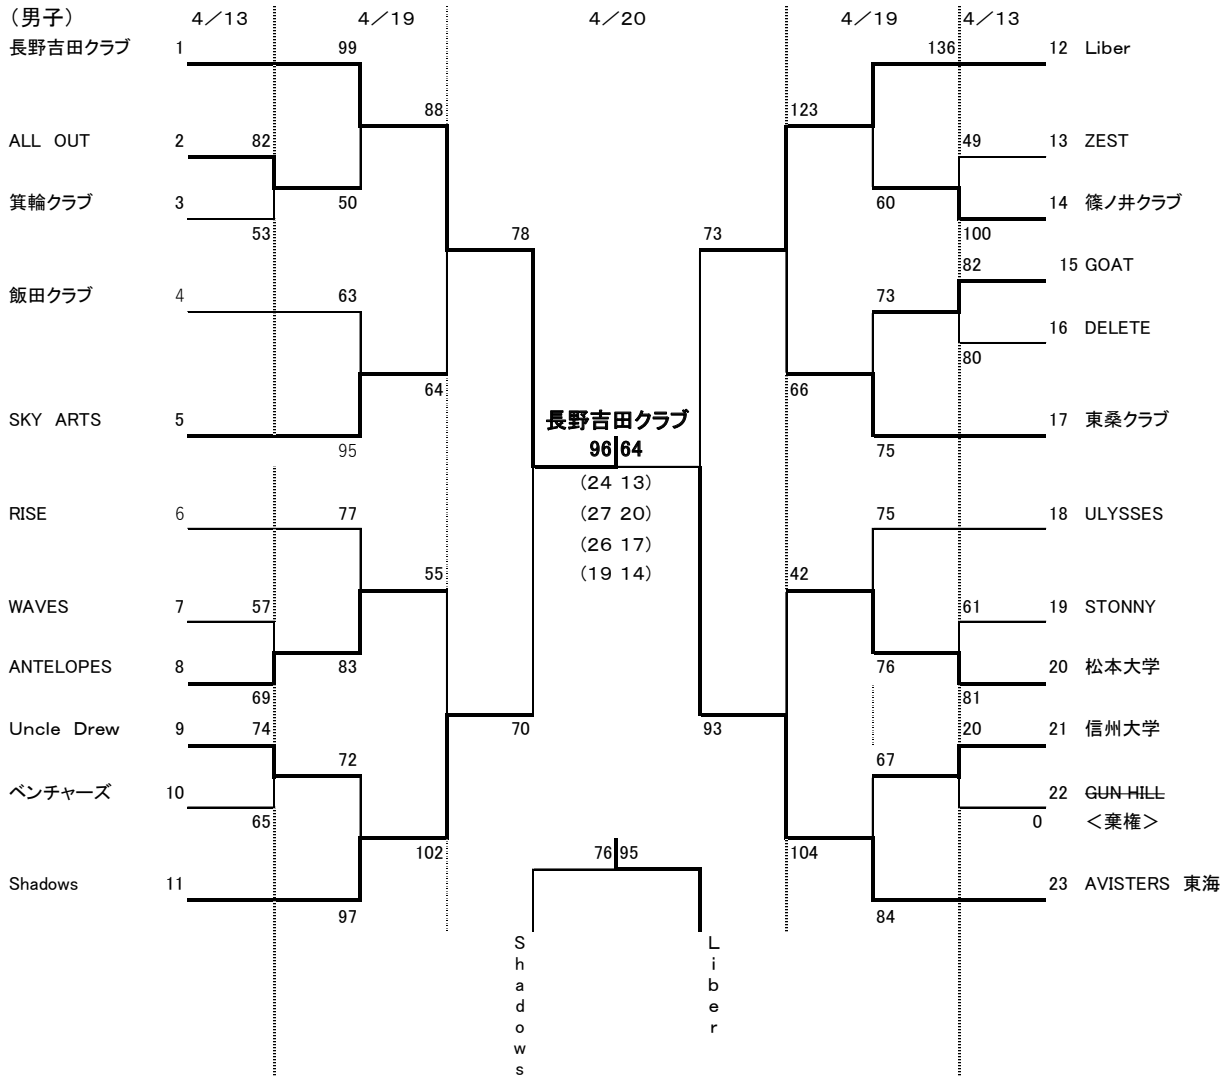 （男子）
4／13 4／19 4／20 4／19 4／13
長野吉田クラブ 1 99 136 12 Liber
88 123
ALL OUT 2 82 49 13 ZEST
箕輪クラブ 3 50 60 14 篠ノ井クラブ
53 78 73 100
82 15 GOAT
飯田クラブ 4 63 73
16 DELETE
80
64 66
SKY ARTS 5 長野吉田クラブ 17 東桑クラブ
95 96 64 75
（24 13）
RISE 6 77 （27 20） 75 18 ULYSSES
（26 17）
55 （19 14） 42
WAVES 7 57 61 19 STONNY
ANTELOPES 8 83 76 20 松本大学
69 81
Uncle Drew 9 74 70 93 20 21 信州大学
72 67
ベンチャーズ 10 22 GUN HILL
65 0 ＜棄権＞
102 76 95 104
Shadows 11 23 AVISTERS 東海
97 84
Shadows
Liber